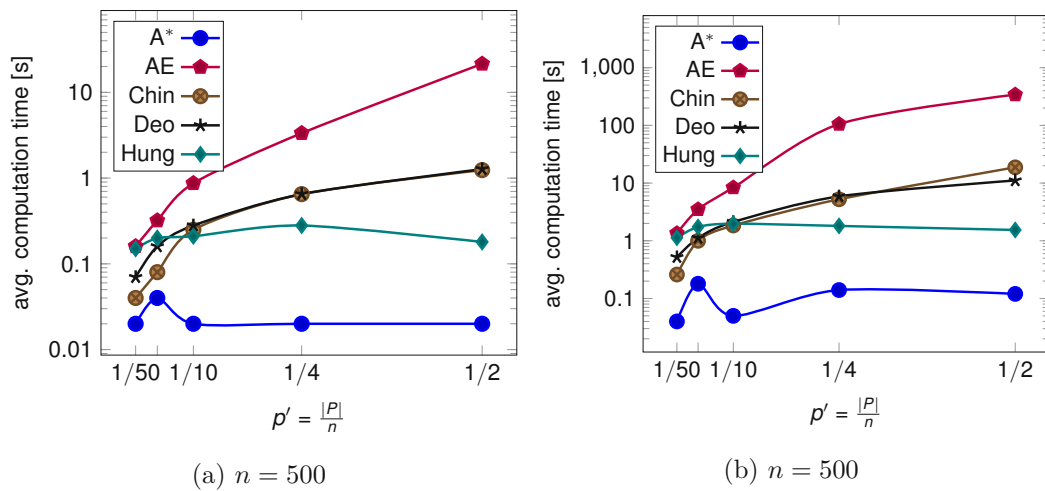 avg. computation time [s]
10
1
0.1
0.01
A*
AE
Chin
Deo
Hung
1/50
1/10
1/4
1/2
p′ = |P|/n
(a) n = 500
avg. computation time [s]
1,000
100
10
1
0.1
A*
AE
Chin
Deo
Hung
1/50
1/10
1/4
1/2
p′ = |P|/n
(b) n = 500